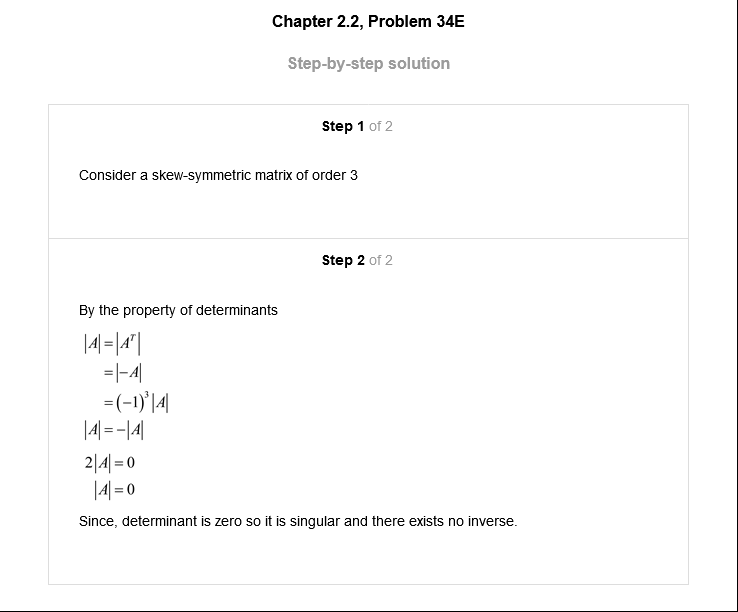 Chapter 2.2, Problem 34E
Step-by-step solution
Step 1 of 2
Consider a skew-symmetric matrix of order 3
Step 2 of 2
By the property of determinants
|A| = |Aᵀ|
= |−A|
= (−1)³|A|
|A| = −|A|
2|A| = 0
|A| = 0
Since, determinant is zero so it is singular and there exists no inverse.